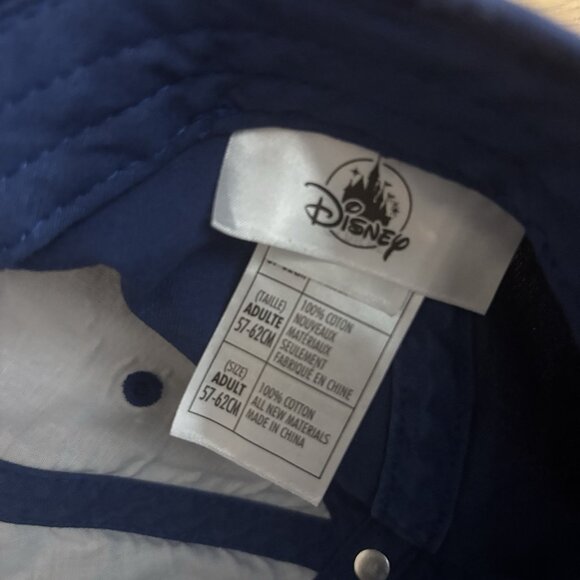 Disney
(TAILLE)
ADULTE
57-62CM
100% COTON
NOUVEAUX
MATERIAUX
SEULEMENT
FABRIQUE EN CHINE
(SIZE)
ADULT
57-62CM
100% COTTON
ALL NEW MATERIALS
MADE IN CHINA